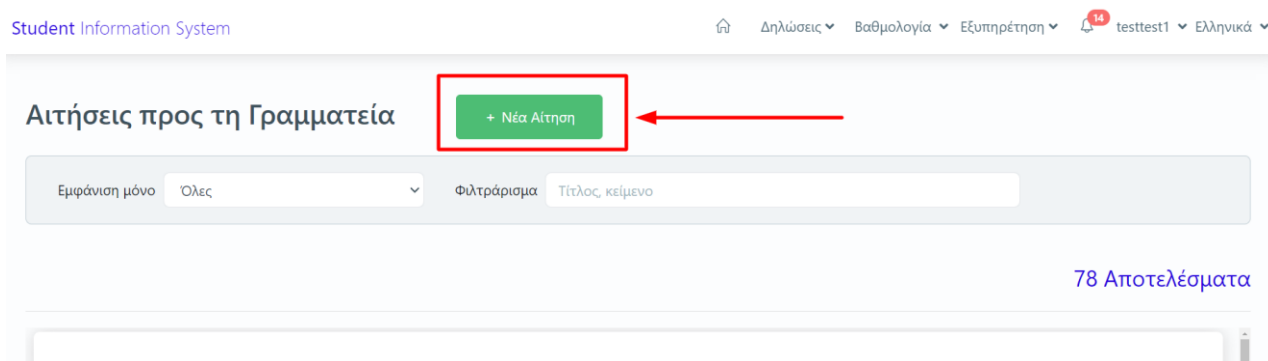 Student Information System
Δηλώσεις Βαθμολογία Εξυπηρέτηση 14 testtest1 Ελληνικά
Αιτήσεις προς τη Γραμματεία + Νέα Αίτηση
Εμφάνιση μόνο Όλες Φιλτράρισμα Τίτλος, κείμενο
78 Αποτελέσματα